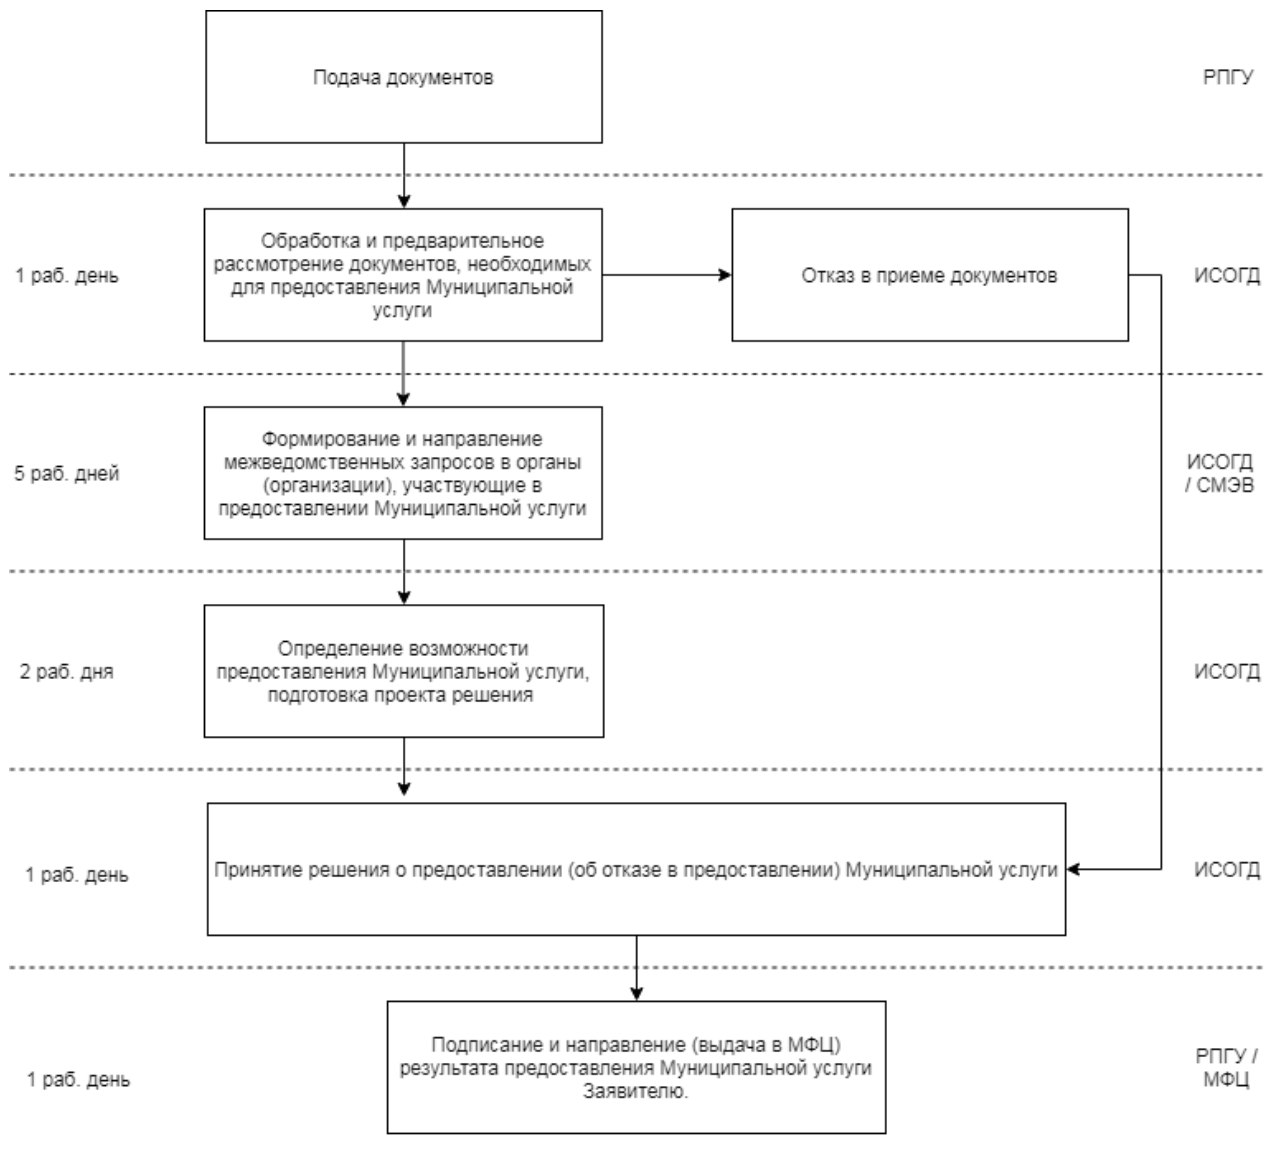 Подача документов
РПГУ
1 раб. день
Обработка и предварительное
рассмотрение документов, необходимых
для предоставления Муниципальной
услуги
Отказ в приеме документов
ИСОГД
5 раб. дней
Формирование и направление
межведомственных запросов в органы
(организации), участвующие в
предоставлении Муниципальной услуги
ИСОГД
/ СМЭВ
2 раб. дня
Определение возможности
предоставления Муниципальной услуги,
подготовка проекта решения
ИСОГД
1 раб. день
Принятие решения о предоставлении (об отказе в предоставлении) Муниципальной услуги
ИСОГД
1 раб. день
Подписание и направление (выдача в МФЦ)
результата предоставления Муниципальной услуги
Заявителю.
РПГУ /
МФЦ